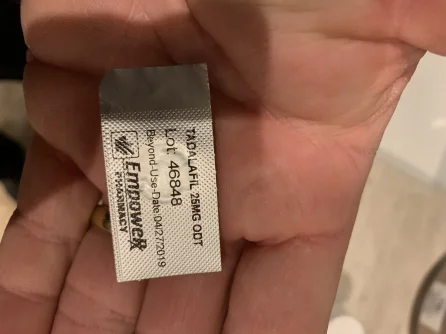 TADALAFIL 25MG ODT
Lot: 46848
Beyond-Use-Date:04/27/2019
EMPOWER
PHARMACY